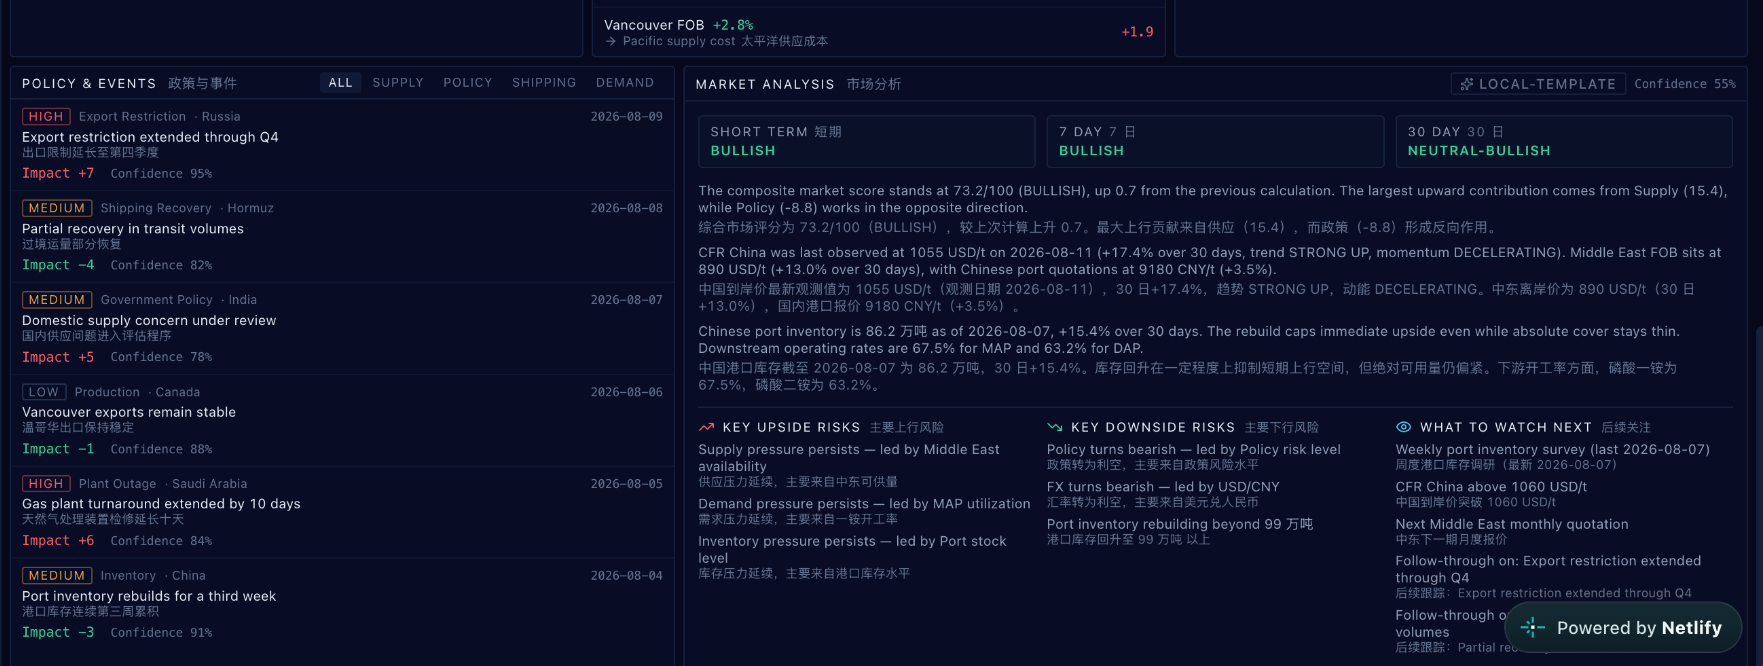 Vancouver FOB +2.8%
→ Pacific supply cost 太平洋供应成本
+1.9
POLICY & EVENTS 政策与事件
ALL SUPPLY POLICY SHIPPING DEMAND
HIGH Export Restriction · Russia 2026-08-09
Export restriction extended through Q4
出口限制延长至第四季度
Impact +7 Confidence 95%
MEDIUM Shipping Recovery · Hormuz 2026-08-08
Partial recovery in transit volumes
过境运量部分恢复
Impact −4 Confidence 82%
MEDIUM Government Policy · India 2026-08-07
Domestic supply concern under review
国内供应问题进入评估程序
Impact +5 Confidence 78%
LOW Production · Canada 2026-08-06
Vancouver exports remain stable
温哥华出口保持稳定
Impact −1 Confidence 88%
HIGH Plant Outage · Saudi Arabia 2026-08-05
Gas plant turnaround extended by 10 days
天然气处理装置检修延长十天
Impact +6 Confidence 84%
MEDIUM Inventory · China 2026-08-04
Port inventory rebuilds for a third week
港口库存连续第三周累积
Impact −3 Confidence 91%
MARKET ANALYSIS 市场分析
LOCAL-TEMPLATE Confidence 55%
SHORT TERM 短期
BULLISH
7 DAY 7 日
BULLISH
30 DAY 30 日
NEUTRAL-BULLISH
The composite market score stands at 73.2/100 (BULLISH), up 0.7 from the previous calculation. The largest upward contribution comes from Supply (15.4),
while Policy (-8.8) works in the opposite direction.
综合市场评分为 73.2/100（BULLISH），较上次计算上升 0.7。最大上行贡献来自供应（15.4），而政策（-8.8）形成反向作用。
CFR China was last observed at 1055 USD/t on 2026-08-11 (+17.4% over 30 days, trend STRONG UP, momentum DECELERATING). Middle East FOB sits at
890 USD/t (+13.0% over 30 days), with Chinese port quotations at 9180 CNY/t (+3.5%).
中国到岸价最新观测值为 1055 USD/t（观测日期 2026-08-11），30 日+17.4%，趋势 STRONG UP，动能 DECELERATING。中东离岸价为 890 USD/t（30 日
+13.0%），国内港口报价 9180 CNY/t（+3.5%）。
Chinese port inventory is 86.2 万吨 as of 2026-08-07, +15.4% over 30 days. The rebuild caps immediate upside even while absolute cover stays thin.
Downstream operating rates are 67.5% for MAP and 63.2% for DAP.
中国港口库存截至 2026-08-07 为 86.2 万吨，30 日+15.4%。库存回升在一定程度上抑制短期上行空间，但绝对可用量仍偏紧。下游开工率方面，磷酸一铵为
67.5%，磷酸二铵为 63.2%。
KEY UPSIDE RISKS 主要上行风险
Supply pressure persists — led by Middle East
availability
供应压力延续，主要来自中东可供量
Demand pressure persists — led by MAP utilization
需求压力延续，主要来自一铵开工率
Inventory pressure persists — led by Port stock
level
库存压力延续，主要来自港口库存水平
KEY DOWNSIDE RISKS 主要下行风险
Policy turns bearish — led by Policy risk level
政策转为利空，主要来自政策风险水平
FX turns bearish — led by USD/CNY
汇率转为利空，主要来自美元兑人民币
Port inventory rebuilding beyond 99 万吨
港口库存回升至 99 万吨 以上
WHAT TO WATCH NEXT 后续关注
Weekly port inventory survey (last 2026-08-07)
周度港口库存调研（最新 2026-08-07）
CFR China above 1060 USD/t
中国到岸价突破 1060 USD/t
Next Middle East monthly quotation
中东下一期月度报价
Follow-through on: Export restriction extended
through Q4
后续跟踪：Export restriction extended through Q4
Follow-through
volumes
后续跟踪：Partial
Powered by Netlify